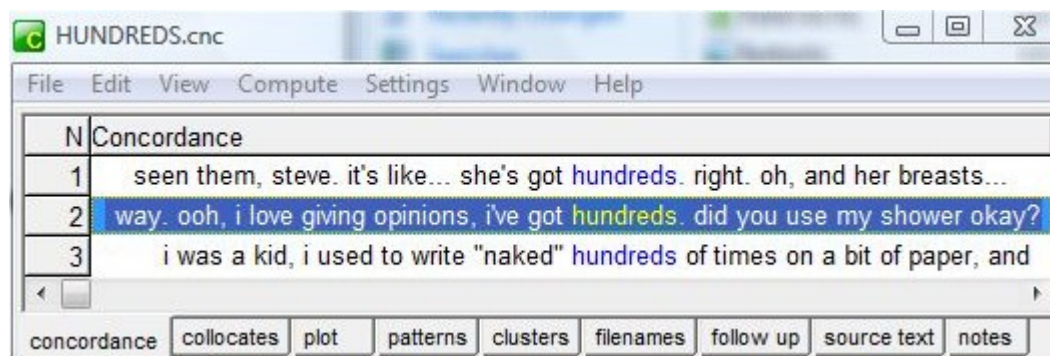 HUNDREDS.cnc
File Edit View Compute Settings Window Help
N Concordance
1 seen them, steve. it's like... she's got hundreds. right. oh, and her breasts...
2 way. ooh, i love giving opinions, i've got hundreds. did you use my shower okay?
3 i was a kid, i used to write "naked" hundreds of times on a bit of paper, and
concordance collocates plot patterns clusters filenames follow up source text notes